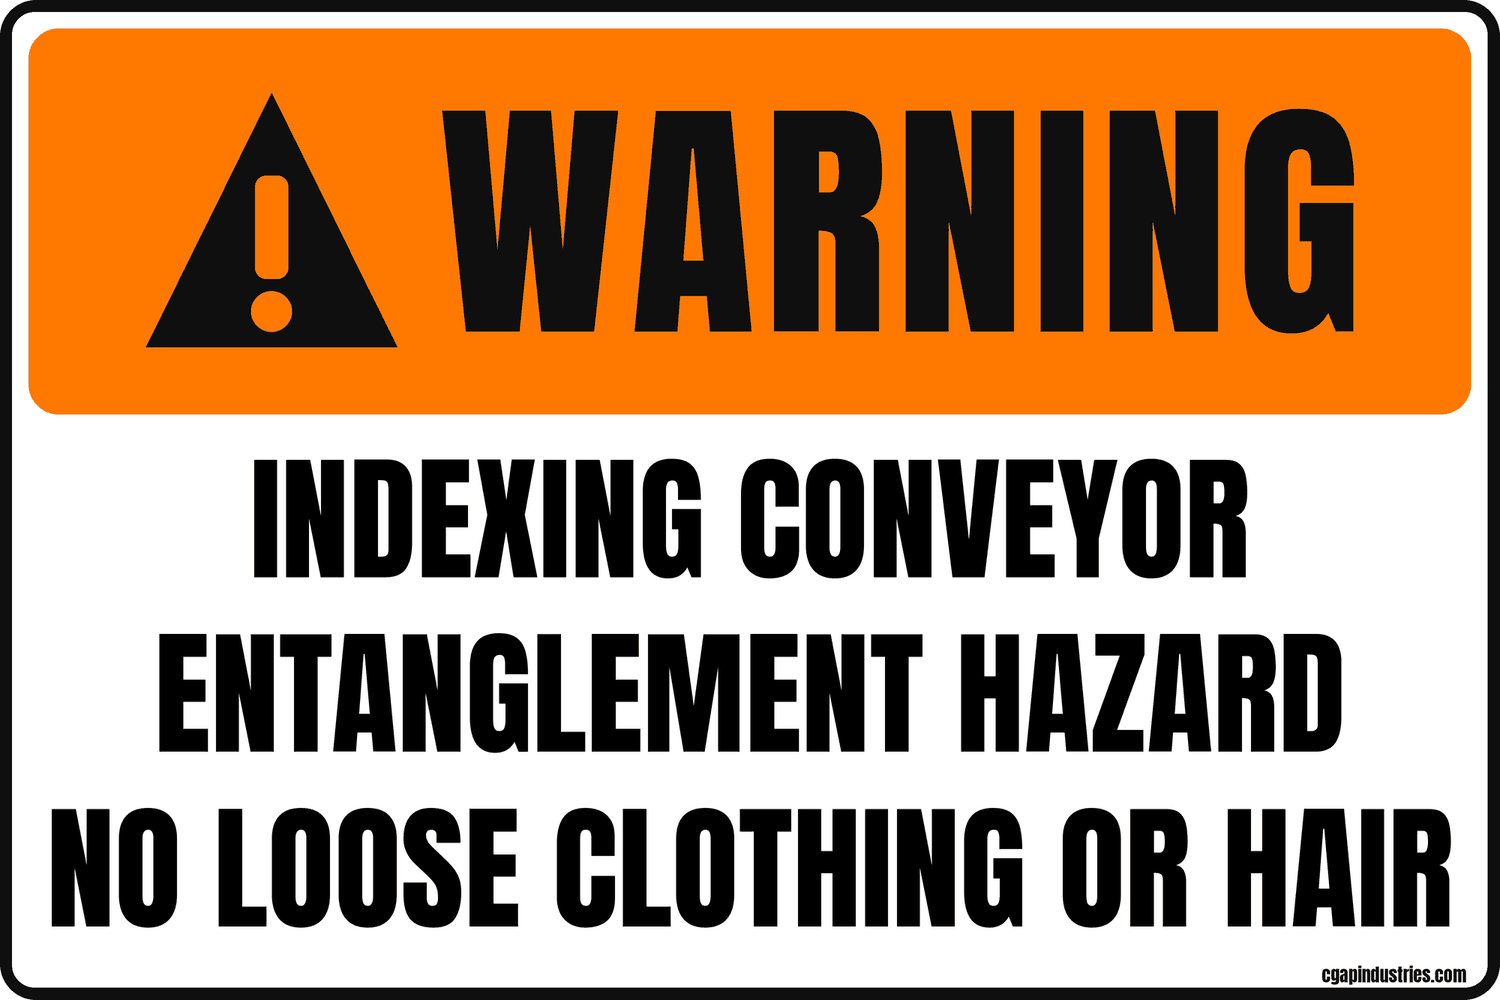 WARNING
INDEXING CONVEYOR
ENTANGLEMENT HAZARD
NO LOOSE CLOTHING OR HAIR
cgapindustries.com